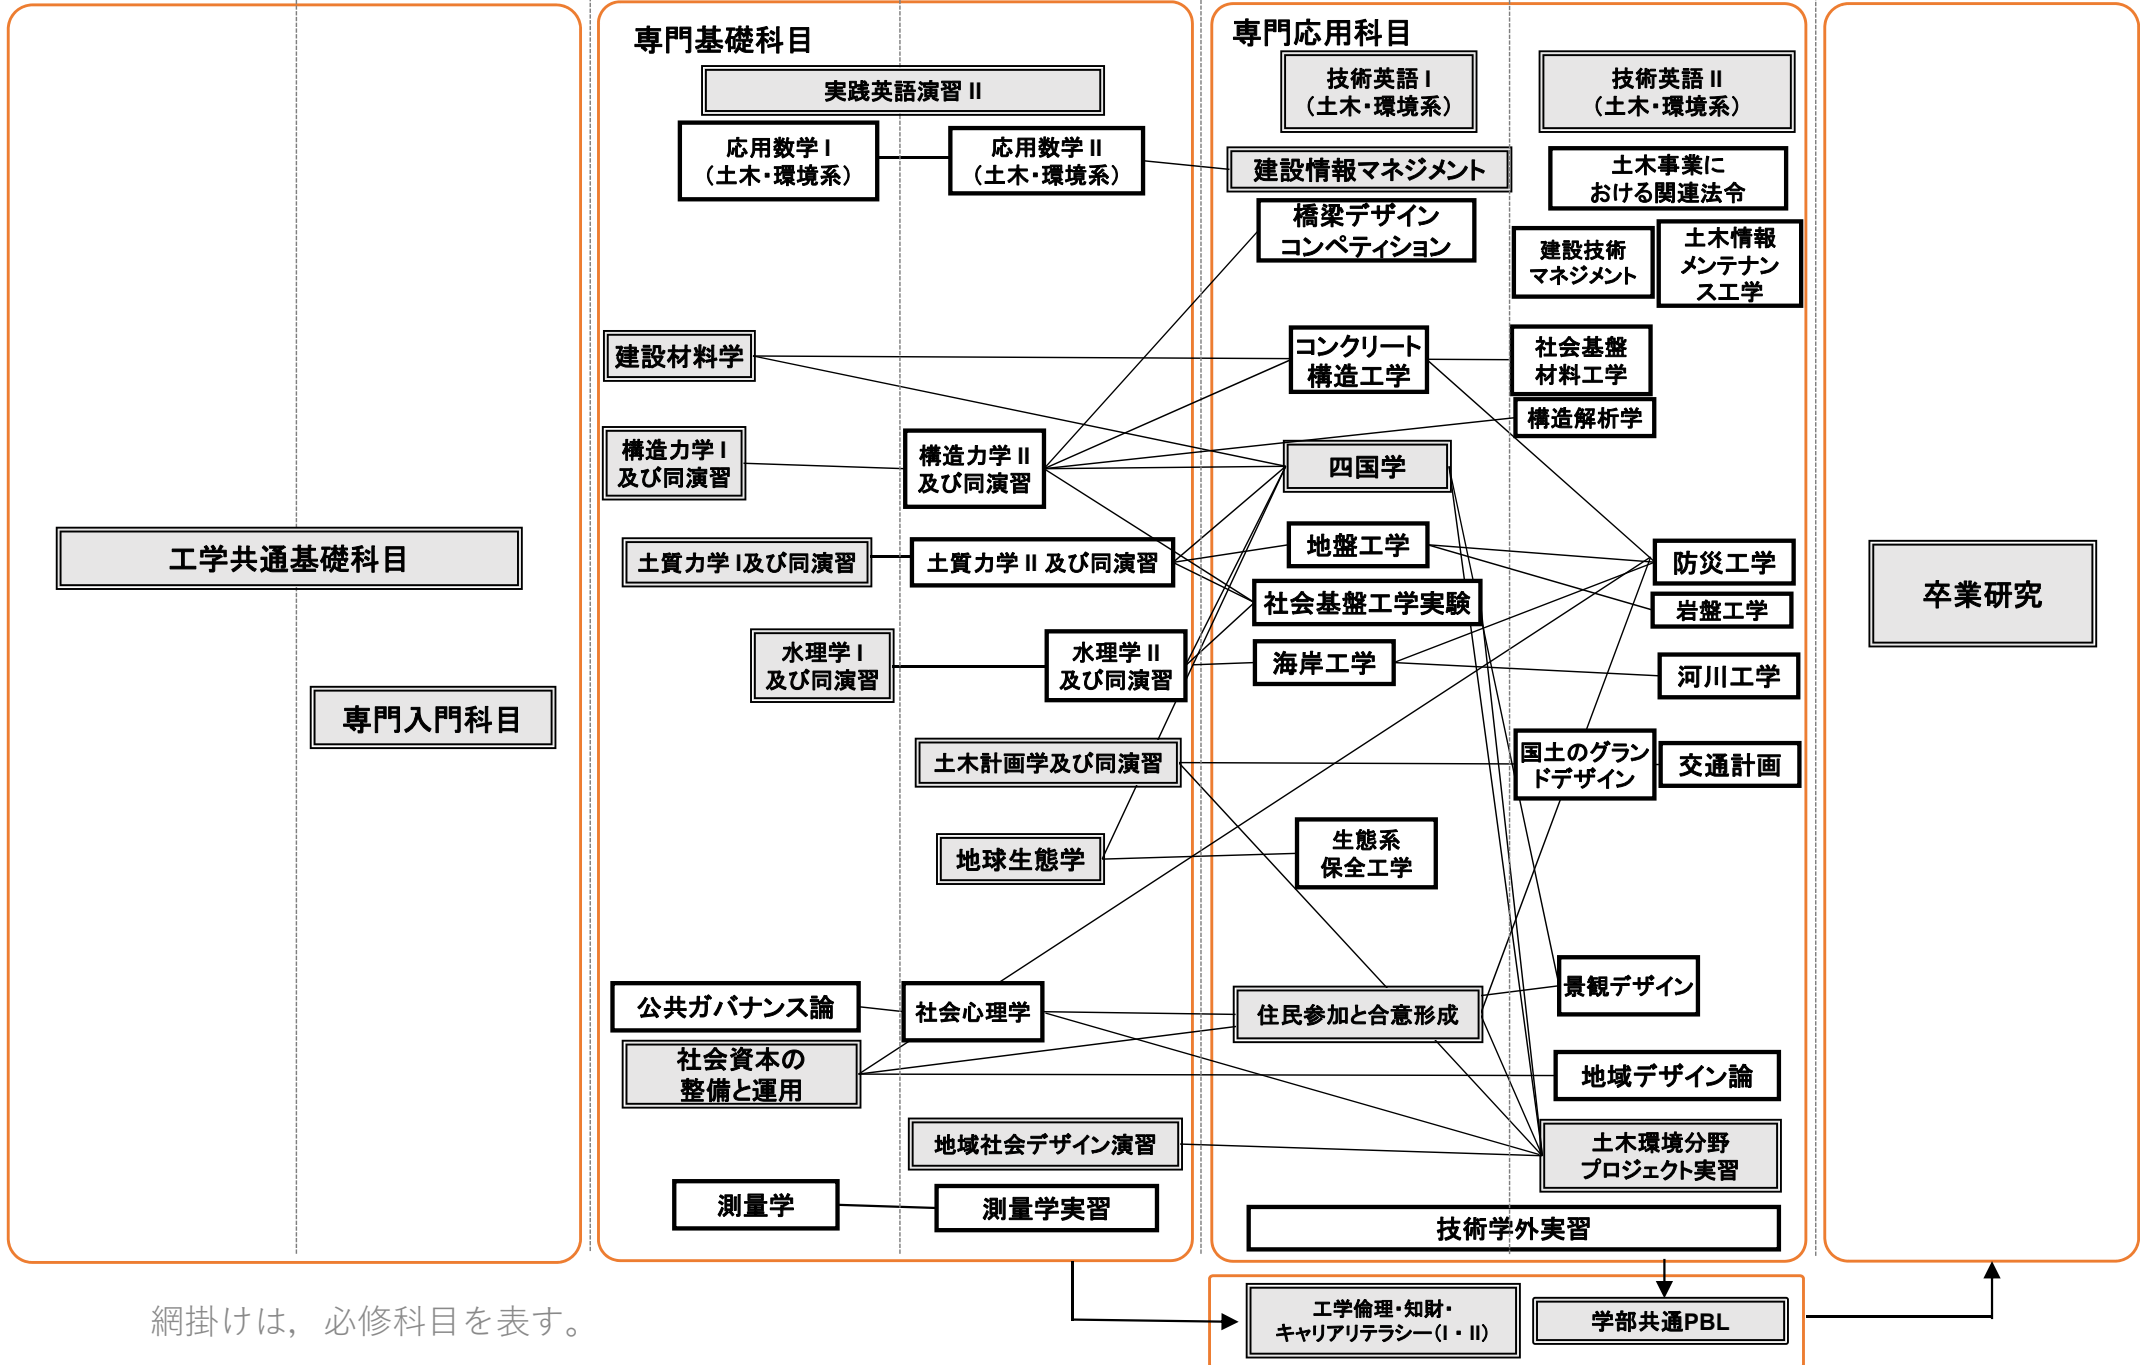 工学共通基礎科目
専門入門科目
専門基礎科目
実践英語演習 II
応用数学 I
（土木・環境系）
応用数学 II
（土木・環境系）
建設材料学
構造力学 I
及び同演習
構造力学 II
及び同演習
土質力学 I及び同演習
土質力学 II 及び同演習
水理学 I
及び同演習
水理学 II
及び同演習
土木計画学及び同演習
地球生態学
公共ガバナンス論
社会心理学
社会資本の
整備と運用
地域社会デザイン演習
測量学
測量学実習
専門応用科目
技術英語 I
（土木・環境系）
技術英語 II
（土木・環境系）
建設情報マネジメント
土木事業に
おける関連法令
橋梁デザイン
コンペティション
建設技術
マネジメント
土木情報
メンテナン
ス工学
コンクリート
構造工学
社会基盤
材料工学
構造解析学
四国学
地盤工学
防災工学
社会基盤工学実験
岩盤工学
海岸工学
河川工学
国土のグラン
ドデザイン
交通計画
生態系
保全工学
景観デザイン
住民参加と合意形成
地域デザイン論
土木環境分野
プロジェクト実習
技術学外実習
工学倫理・知財・
キャリアリテラシー（I ・ II）
学部共通PBL
卒業研究
網掛けは，必修科目を表す。